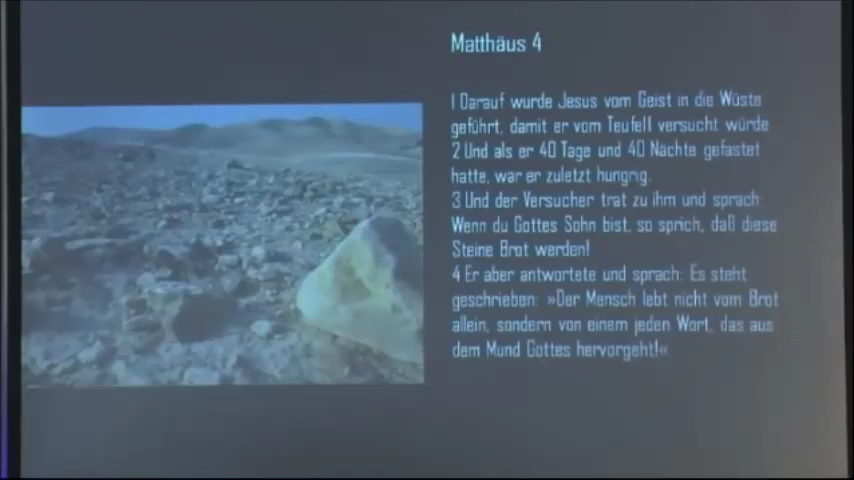 Matthäus 4
1 Darauf wurde Jesus vom Geist in die Wüste
geführt, damit er vom Teufell versucht würde
2 Und als er 40 Tage und 40 Nächte gefastet
hatte, war er zuletzt hungrig.
3 Und der Versucher trat zu ihm und sprach:
Wenn du Gottes Sohn bist, so sprich, daß diese
Steine Brot werden!
4 Er aber antwortete und sprach: Es steht
geschrieben: »Der Mensch lebt nicht vom Brot
allein, sondern von einem jeden Wort, das aus
dem Mund Gottes hervorgeht!«